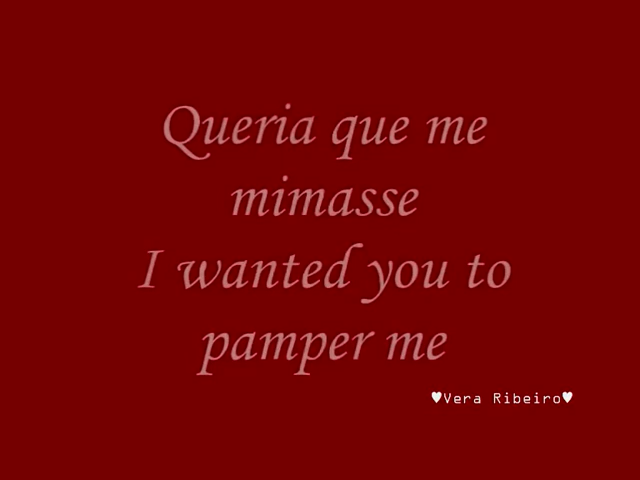 Queria que me
mimasse
I wanted you to
pamper me
♥Vera Ribeiro♥